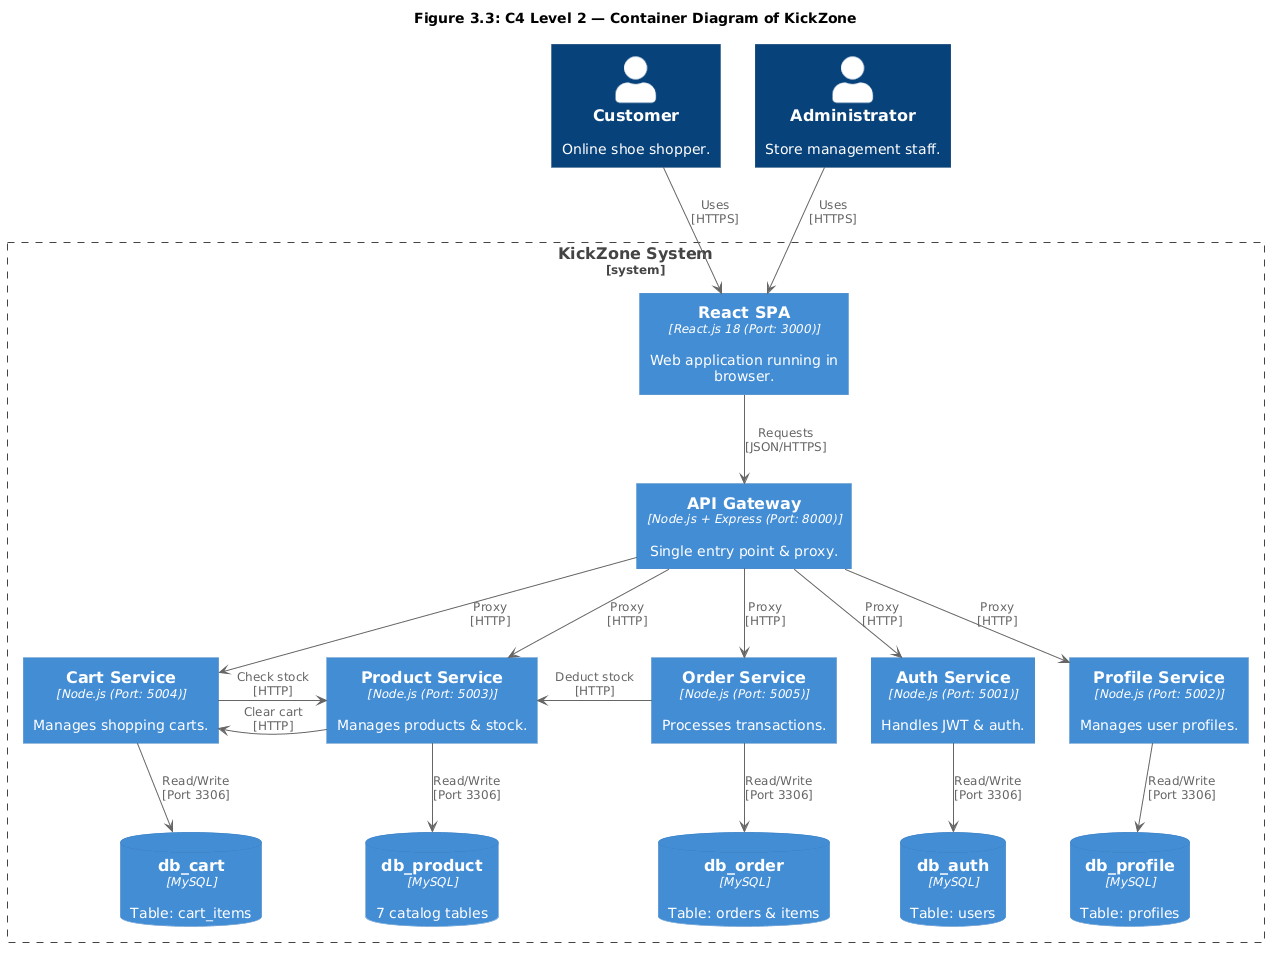 Figure 3.3: C4 Level 2 — Container Diagram of KickZone
Customer
Online shoe shopper.
Administrator
Store management staff.
Uses
[HTTPS]
Uses
[HTTPS]
KickZone System
[system]
React SPA
[React.js 18 (Port: 3000)]
Web application running in
browser.
Requests
[JSON/HTTPS]
API Gateway
[Node.js + Express (Port: 8000)]
Single entry point & proxy.
Proxy
[HTTP]
Proxy
[HTTP]
Proxy
[HTTP]
Proxy
[HTTP]
Proxy
[HTTP]
Cart Service
[Node.js (Port: 5004)]
Manages shopping carts.
Check stock
[HTTP]
Clear cart
[HTTP]
Product Service
[Node.js (Port: 5003)]
Manages products & stock.
Deduct stock
[HTTP]
Order Service
[Node.js (Port: 5005)]
Processes transactions.
Auth Service
[Node.js (Port: 5001)]
Handles JWT & auth.
Profile Service
[Node.js (Port: 5002)]
Manages user profiles.
Read/Write
[Port 3306]
Read/Write
[Port 3306]
Read/Write
[Port 3306]
Read/Write
[Port 3306]
Read/Write
[Port 3306]
db_cart
[MySQL]
Table: cart_items
db_product
[MySQL]
7 catalog tables
db_order
[MySQL]
Table: orders & items
db_auth
[MySQL]
Table: users
db_profile
[MySQL]
Table: profiles